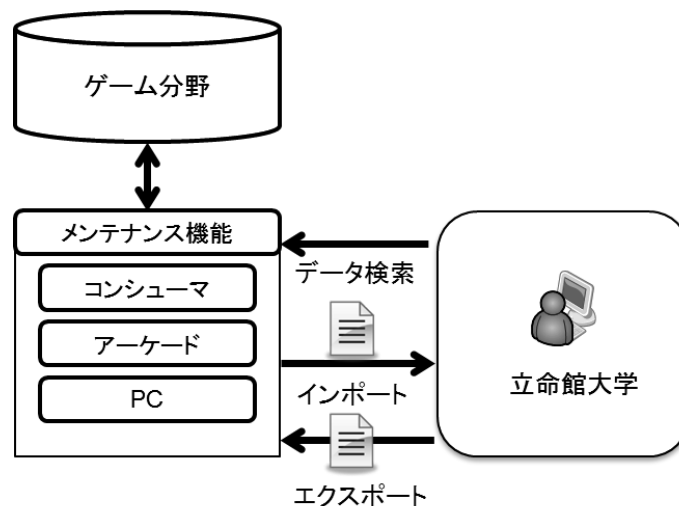 ゲーム分野
メンテナンス機能
コンシューマ
アーケード
PC
データ検索
インポート
エクスポート
立命館大学